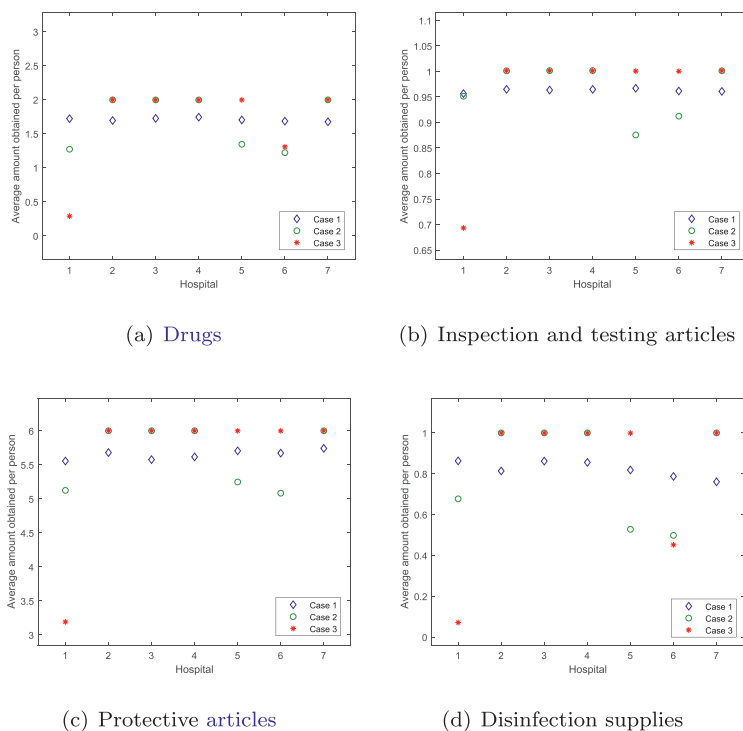 3
2.5
2
1.5
1
0.5
0
Average amount obtained per person
Case 1
Case 2
Case 3
1 2 3 4 5 6 7
Hospital
(a) Drugs
1.1
1.05
1
0.95
0.9
0.85
0.8
0.75
0.7
0.65
Average amount obtained per person
Case 1
Case 2
Case 3
1 2 3 4 5 6 7
Hospital
(b) Inspection and testing articles
6
5.5
5
4.5
4
3.5
3
Average amount obtained per person
Case 1
Case 2
Case 3
1 2 3 4 5 6 7
Hospital
(c) Protective articles
1
0.8
0.6
0.4
0.2
0
Average amount obtained per person
Case 1
Case 2
Case 3
1 2 3 4 5 6 7
Hospital
(d) Disinfection supplies